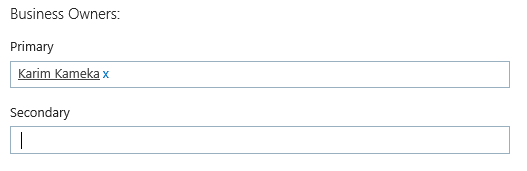 Business Owners:
Primary
Karim Kameka x
Secondary